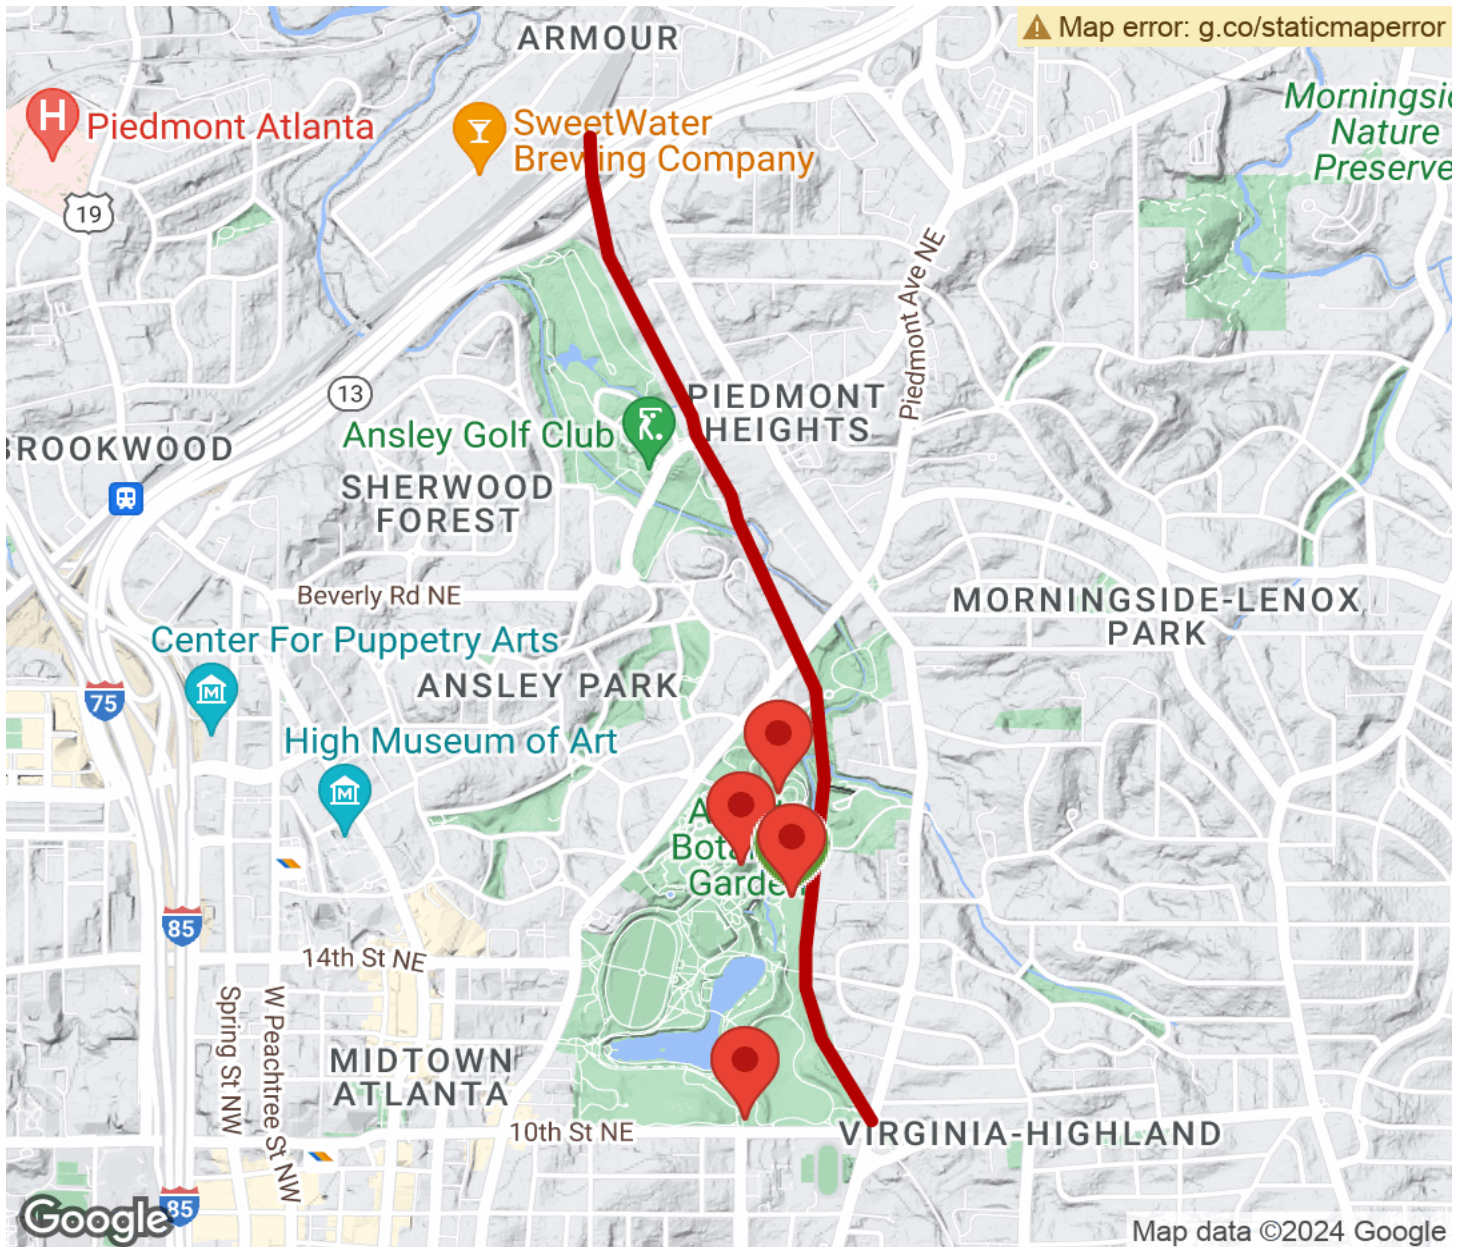 ARMOUR
Map error: g.co/staticmaperror
Piedmont Atlanta
H
19
SweetWater
Brewing Company
Morningsi
Nature
Preserve
Piedmont Ave NE
13
PIEDMONT
HEIGHTS
Ansley Golf Club
BROOKWOOD
SHERWOOD
FOREST
Beverly Rd NE
MORNINGSIDE-LENOX
PARK
Center For Puppetry Arts
M
75
ANSLEY PARK
High Museum of Art
M
Garden
85
14th St NE
Spring St NW
W Peachtree St NW
MIDTOWN
ATLANTA
10th St NE
VIRGINIA-HIGHLAND
85
Google
Map data ©2024 Google